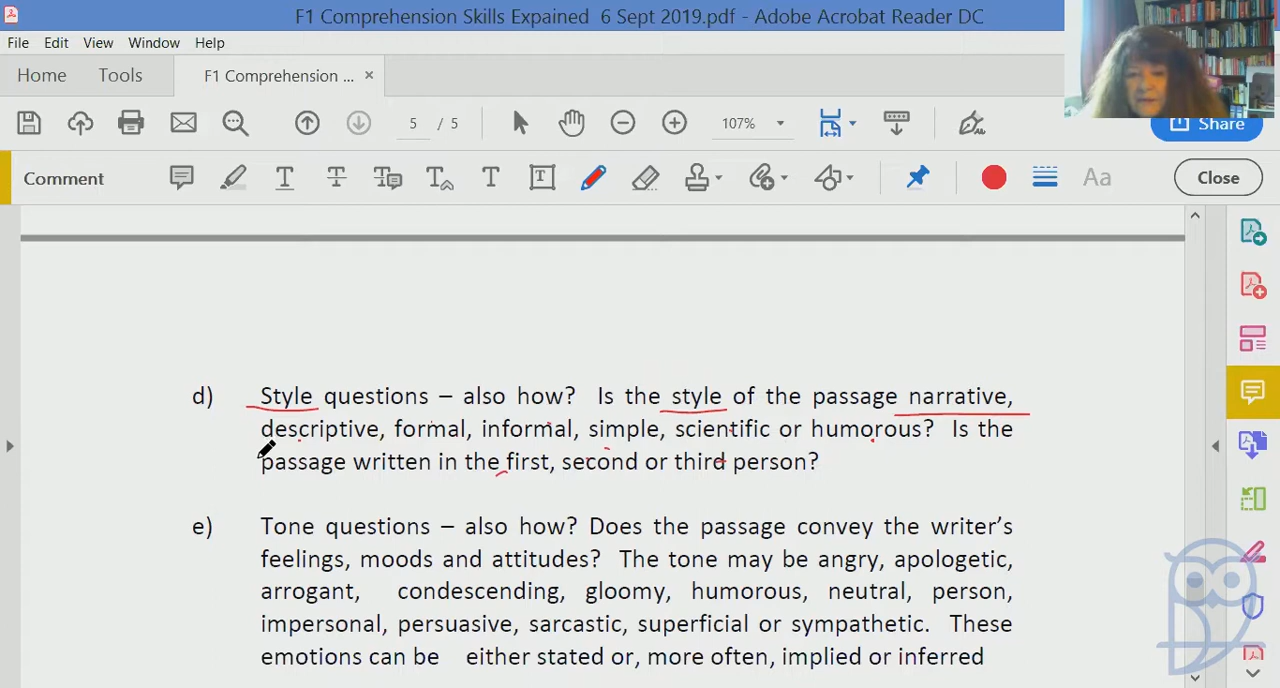 F1 Comprehension Skills Expained 6 Sept 2019.pdf - Adobe Acrobat Reader DC
File Edit View Window Help
Home Tools F1 Comprehension ... ×
5 / 5 107% Share
Comment Aa Close
d) Style questions – also how? Is the style of the passage narrative,
descriptive, formal, informal, simple, scientific or humorous? Is the
passage written in the first, second or third person?
e) Tone questions – also how? Does the passage convey the writer's
feelings, moods and attitudes? The tone may be angry, apologetic,
arrogant, condescending, gloomy, humorous, neutral, person,
impersonal, persuasive, sarcastic, superficial or sympathetic. These
emotions can be either stated or, more often, implied or inferred